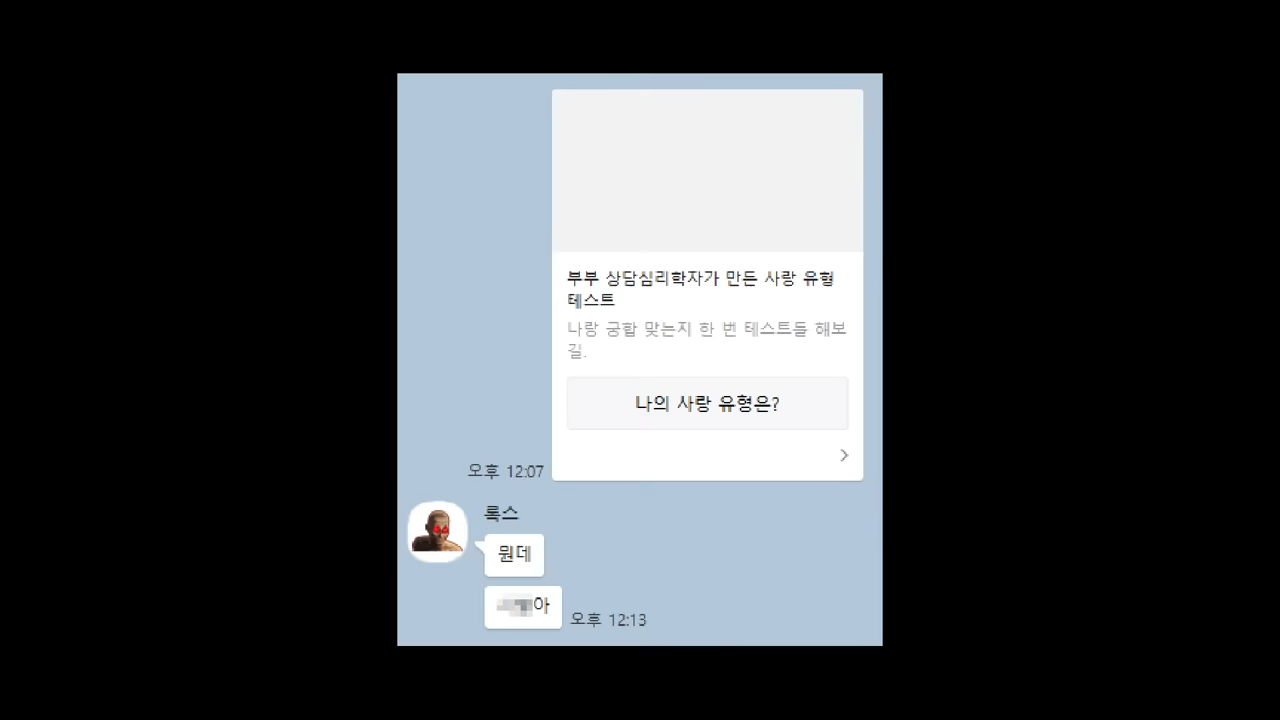 부부 상담심리학자가 만든 사랑 유형
테스트
나랑 궁합 맞는지 한 번 테스트들 해보
길.
나의 사랑 유형은?
오후 12:07
록스
뭔데
아
오후 12:13